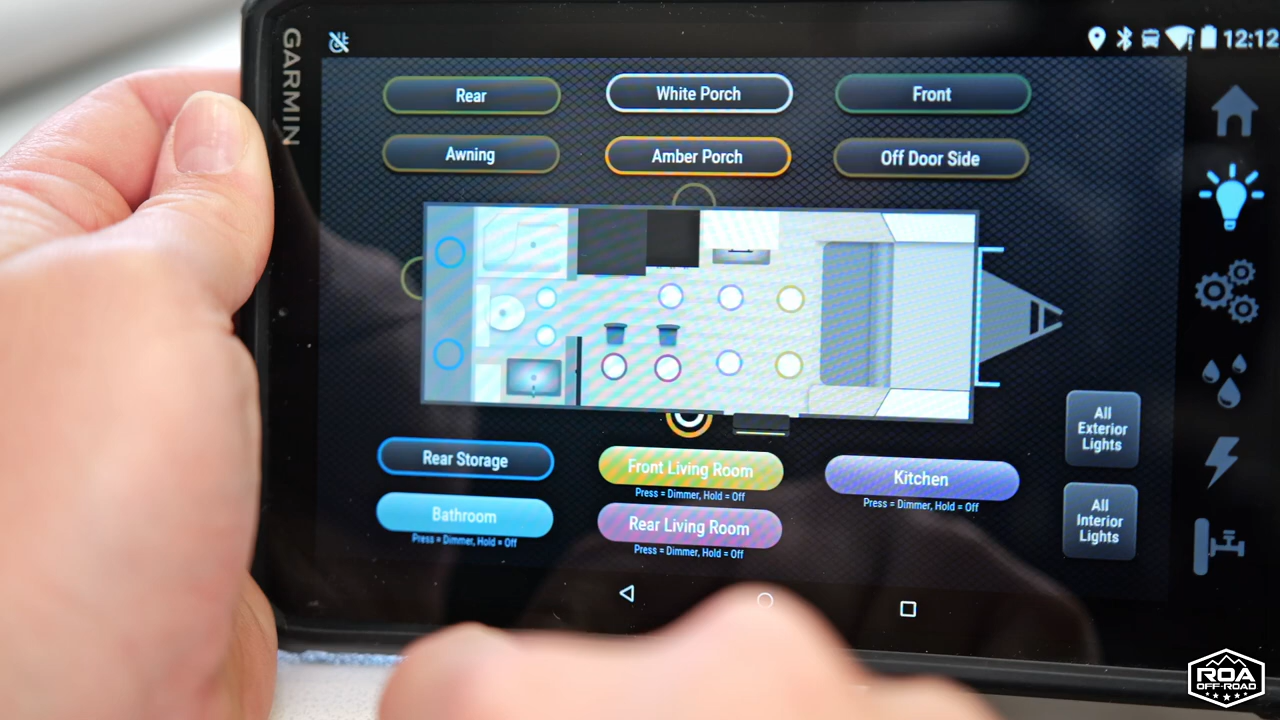 GARMIN
12:12
Rear
White Porch
Front
Awning
Amber Porch
Off Door Side
All
Exterior
Lights
Rear Storage
Front Living Room
Press = Dimmer, Hold = Off
Kitchen
Press = Dimmer, Hold = Off
Bathroom
Press = Dimmer, Hold = Off
Rear Living Room
Press = Dimmer, Hold = Off
All
Interior
Lights
ROA
OFF-ROAD